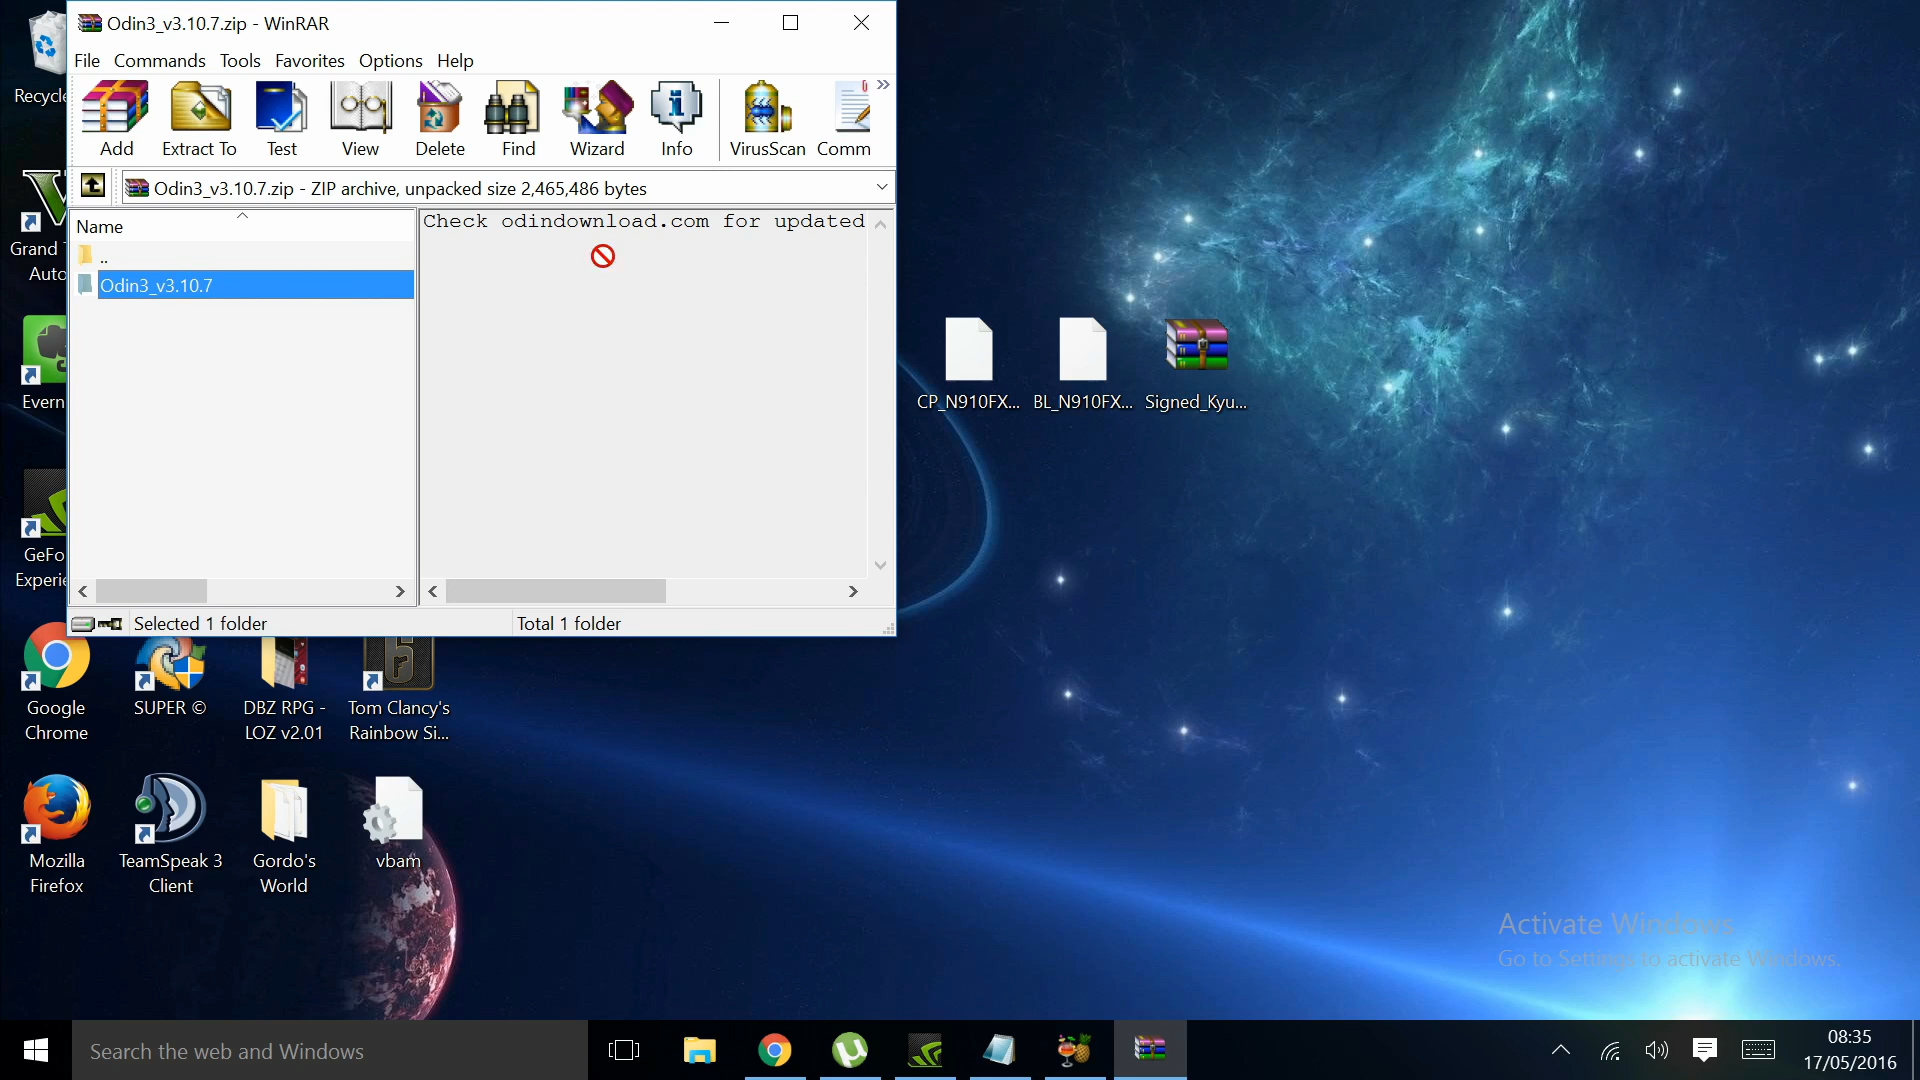 Odin3_v3.10.7.zip - WinRAR
File Commands Tools Favorites Options Help
Add Extract To Test View Delete Find Wizard Info VirusScan Comm
Odin3_v3.10.7.zip - ZIP archive, unpacked size 2,465,486 bytes
Name
..
Odin3_v3.10.7
Check odindownload.com for updated
Selected 1 folder
Total 1 folder
Recycle
Grand T
Auto
Evern
GeFo
Experie
Google
Chrome
SUPER ©
DBZ RPG -
LOZ v2.01
Tom Clancy's
Rainbow Si...
Mozilla
Firefox
TeamSpeak 3
Client
Gordo's
World
vbam
CP_N910FX...
BL_N910FX...
Signed_Kyu...
Activate Windows
Go to Settings to activate Windows.
Search the web and Windows
08:35
17/05/2016